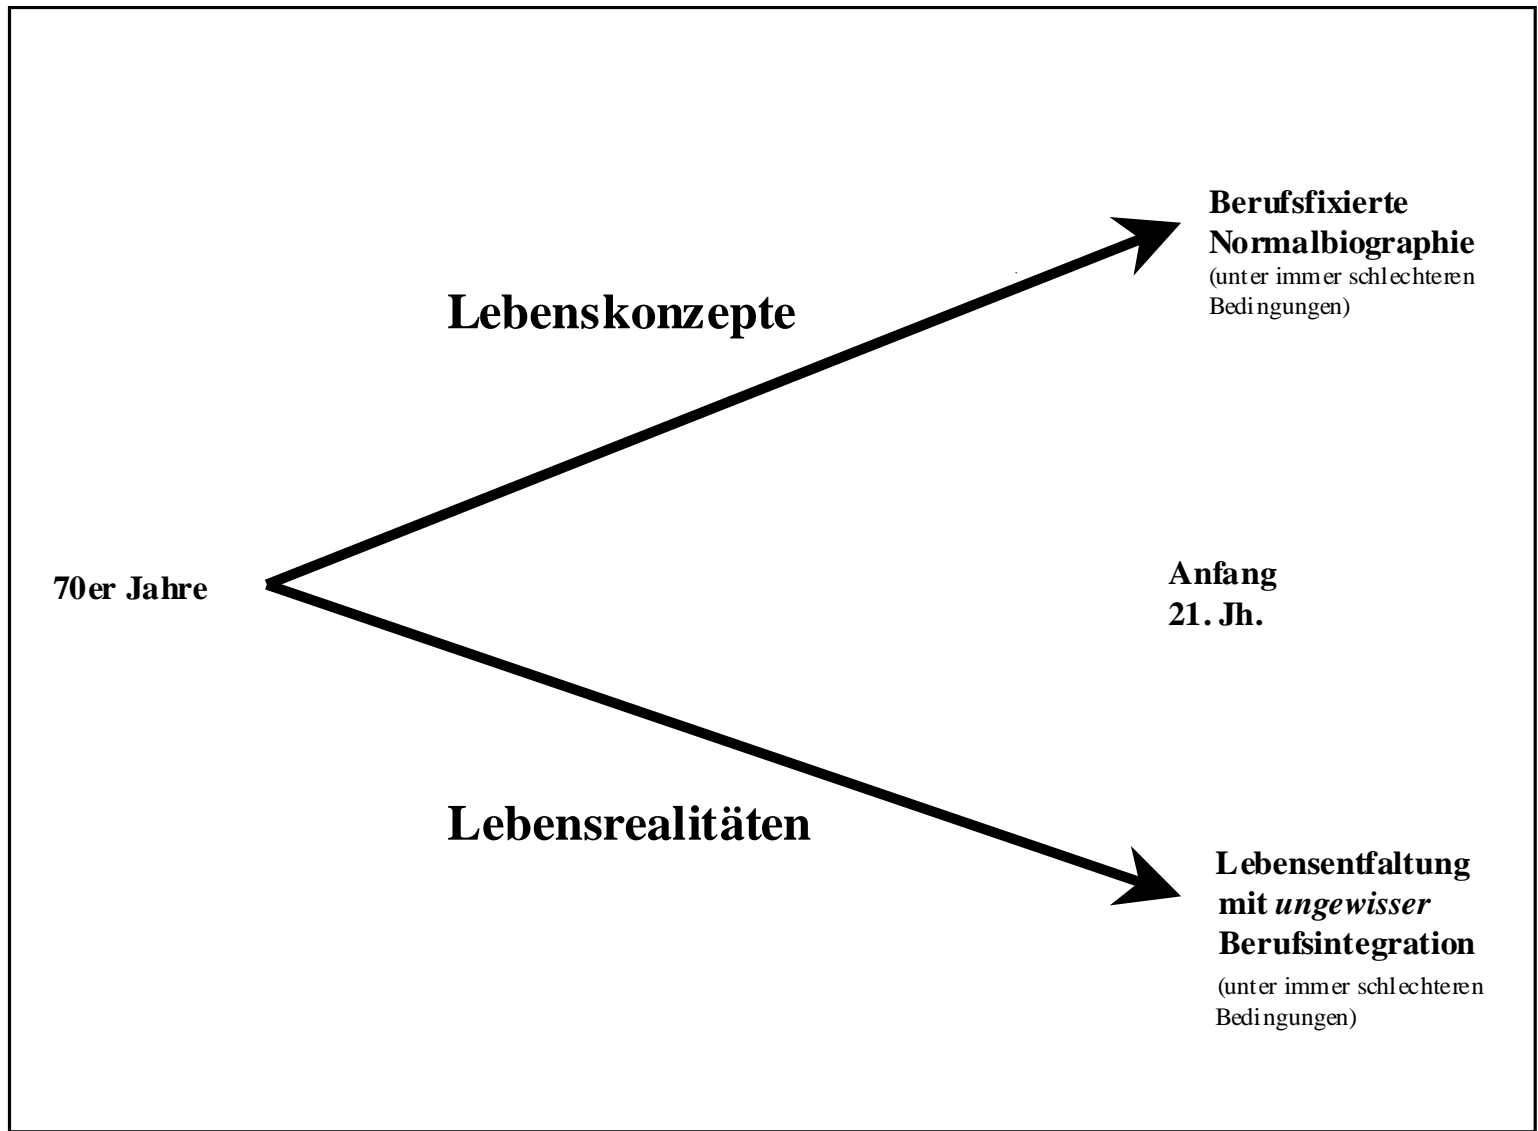 Berufsfixierte
Normalbiographie
(unter immer schlechteren
Bedingungen)
Lebenskonzepte
70er Jahre
Anfang
21. Jh.
Lebensrealitäten
Lebensentfaltung
mit ungewisser
Berufsintegration
(unter immer schlechteren
Bedingungen)